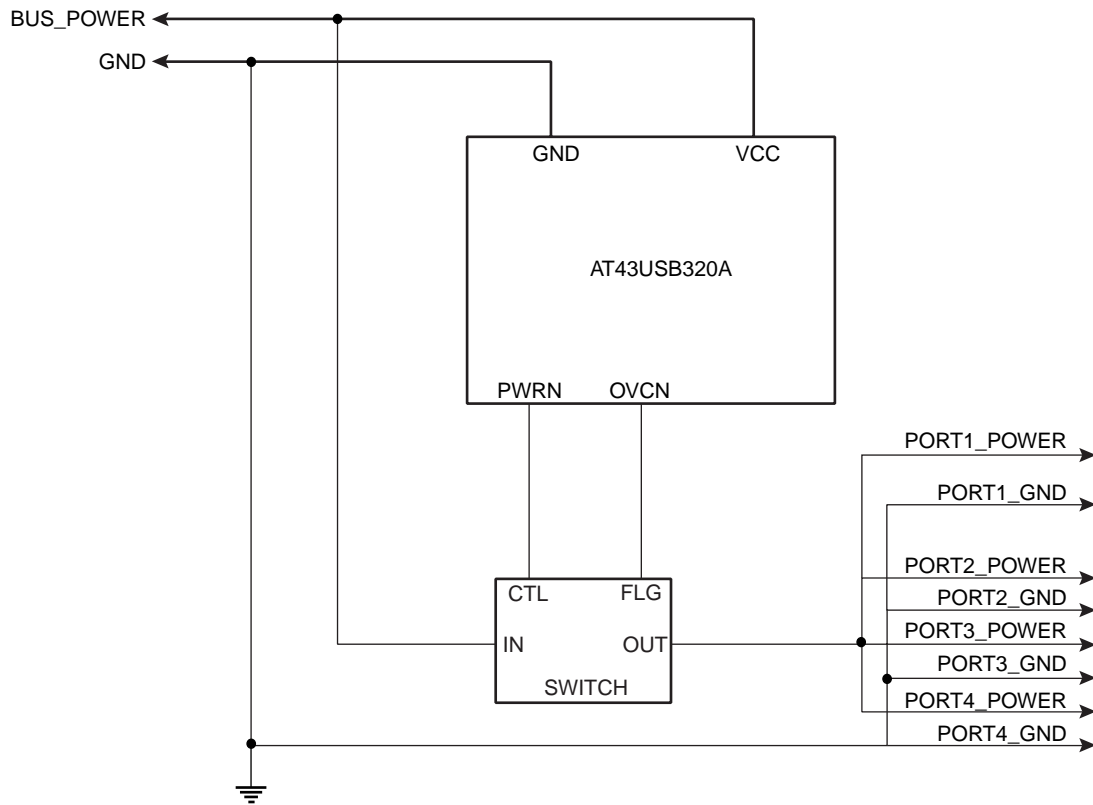 BUS_POWER
GND
GND
VCC
AT43USB320A
PWRN
OVCN
PORT1_POWER
PORT1_GND
PORT2_POWER
CTL
FLG
PORT2_GND
PORT3_POWER
IN
OUT
PORT3_GND
SWITCH
PORT4_POWER
PORT4_GND